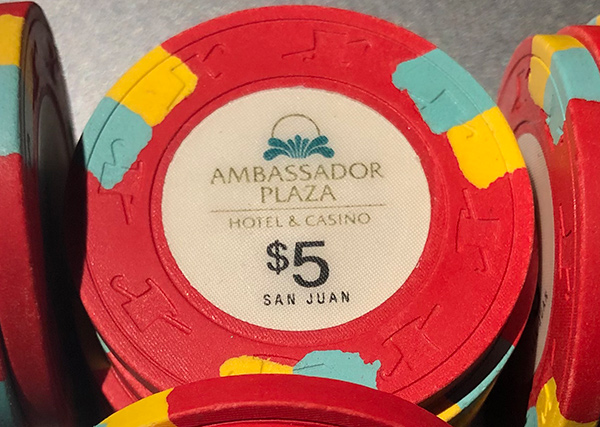 AMBASSADOR
PLAZA
HOTEL & CASINO
$5
SAN JUAN